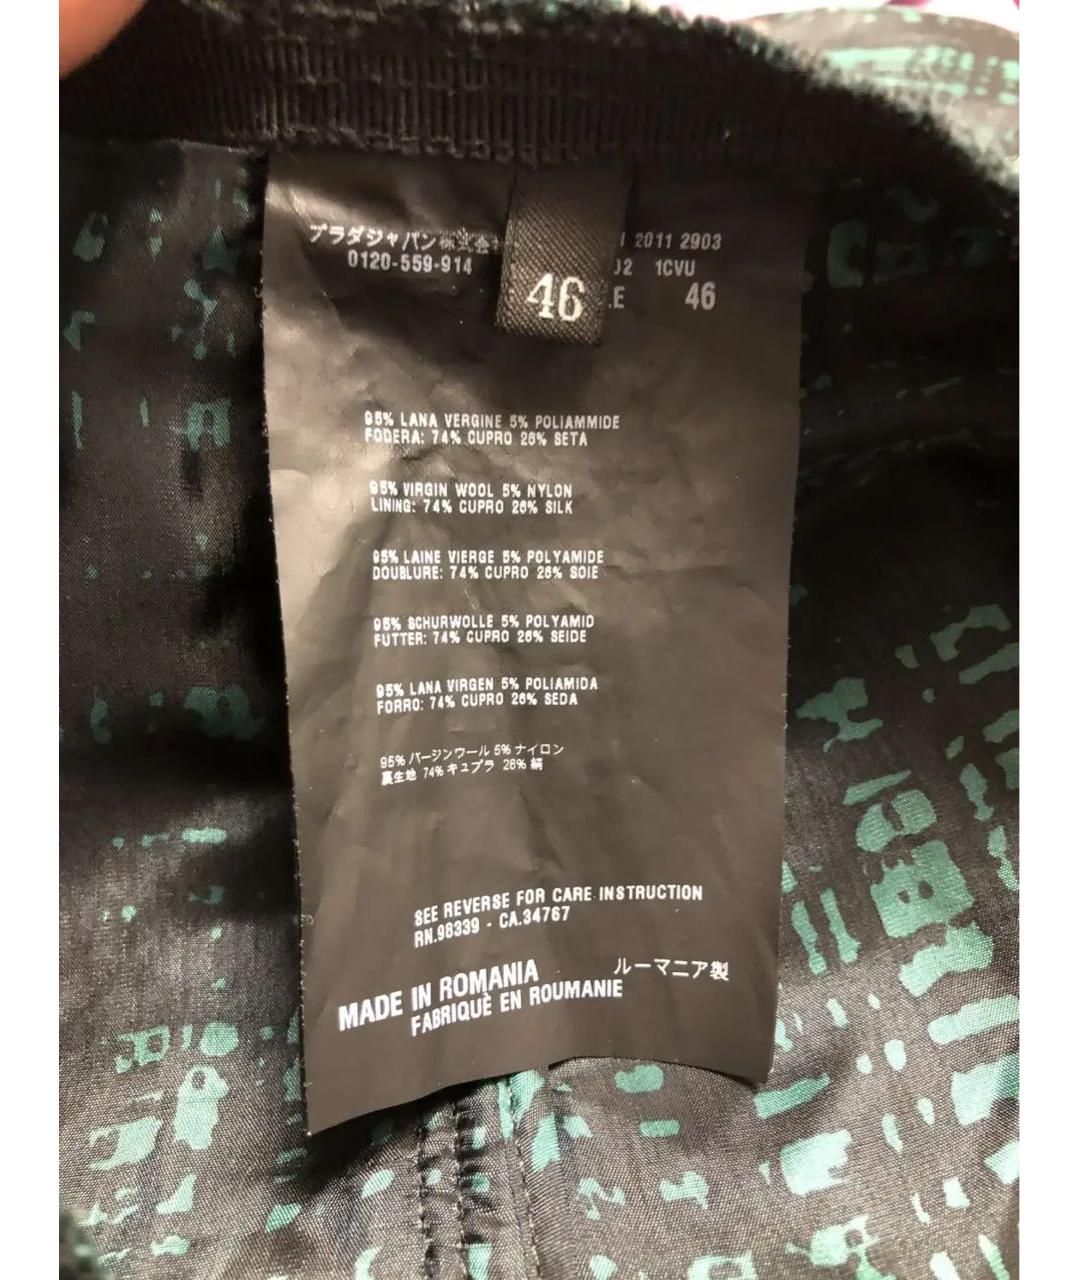 プラダジャパン株式会社
0120-559-914
2011 2903
02 1CVU
46
46
95% LANA VERGINE 5% POLIAMMIDE
FODERA: 74% CUPRO 26% SETA
95% VIRGIN WOOL 5% NYLON
LINING: 74% CUPRO 26% SILK
95% LAINE VIERGE 5% POLYAMIDE
DOUBLURE: 74% CUPRO 26% SOIE
95% SCHURWOLLE 5% POLYAMID
FUTTER: 74% CUPRO 26% SEIDE
95% LANA VIRGEN 5% POLIAMIDA
FORRO: 74% CUPRO 26% SEDA
95% バージンウール 5% ナイロン
裏生地 74% キュプラ 26% 絹
SEE REVERSE FOR CARE INSTRUCTION
RN.98339 - CA.34767
MADE IN ROMANIA ルーマニア製
FABRIQUÈ EN ROUMANIE